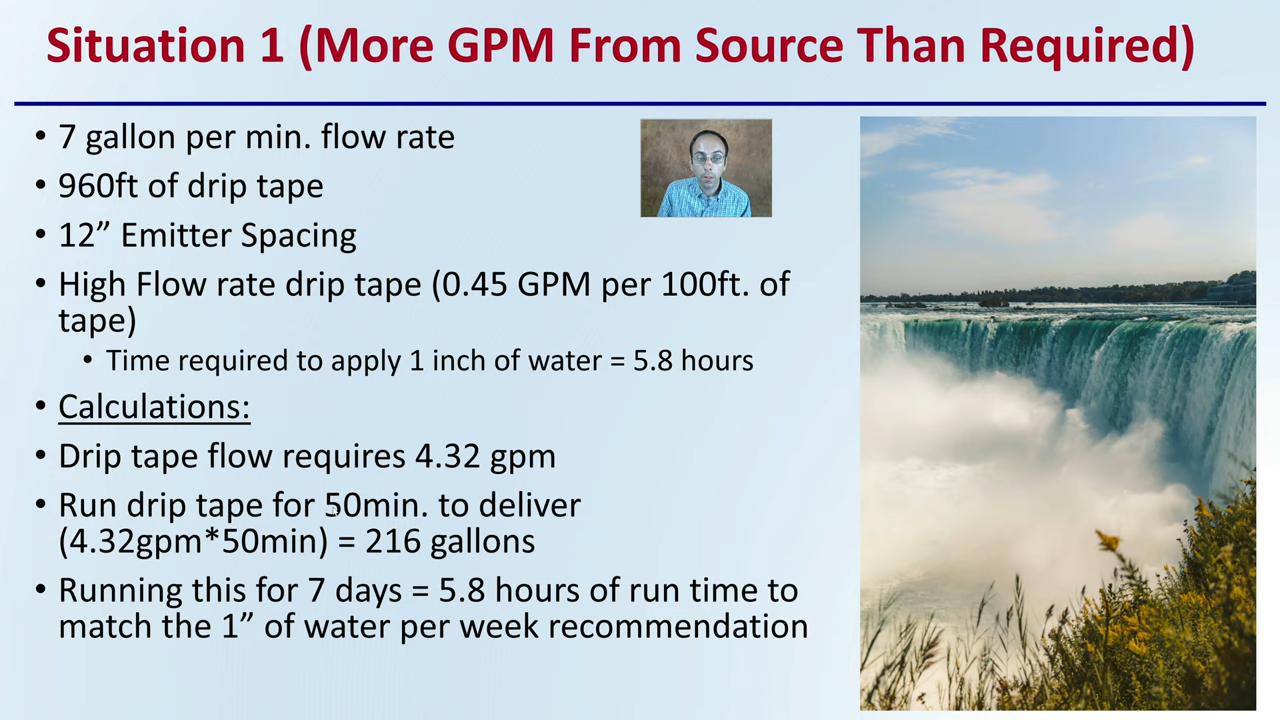 Situation 1 (More GPM From Source Than Required)
• 7 gallon per min. flow rate
• 960ft of drip tape
• 12” Emitter Spacing
• High Flow rate drip tape (0.45 GPM per 100ft. of
tape)
• Time required to apply 1 inch of water = 5.8 hours
• Calculations:
• Drip tape flow requires 4.32 gpm
• Run drip tape for 50min. to deliver
(4.32gpm*50min) = 216 gallons
• Running this for 7 days = 5.8 hours of run time to
match the 1” of water per week recommendation